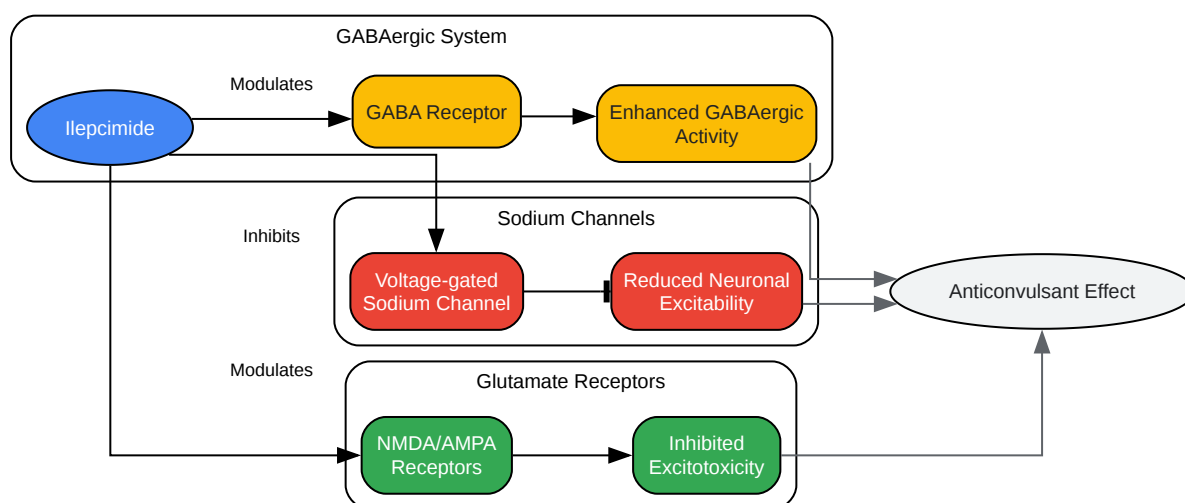 GABAergic System
Modulates
Ilepcimide
GABA Receptor
Enhanced GABAergic
Activity
Sodium Channels
Inhibits
Voltage-gated
Sodium Channel
Reduced Neuronal
Excitability
Anticonvulsant Effect
Modulates
Glutamate Receptors
NMDA/AMPA
Receptors
Inhibited
Excitotoxicity